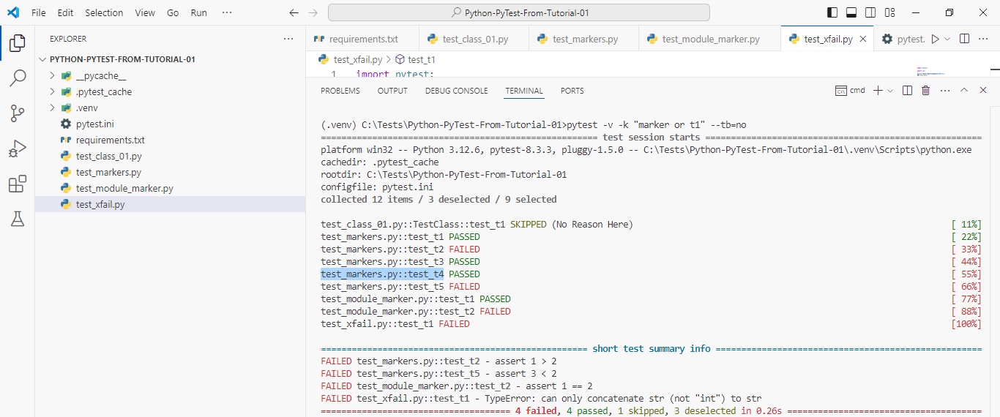 File Edit Selection View Go Run ··· Python-PyTest-From-Tutorial-01
EXPLORER ···
PYTHON-PYTEST-FROM-TUTORIAL-01
__pycache__
.pytest_cache
.venv
pytest.ini
requirements.txt
test_class_01.py
test_markers.py
test_module_marker.py
test_xfail.py
requirements.txt test_class_01.py test_markers.py test_module_marker.py test_xfail.py pytest.
test_xfail.py > test_t1
1 import pytest;
PROBLEMS OUTPUT DEBUG CONSOLE TERMINAL PORTS cmd
(.venv) C:\Tests\Python-PyTest-From-Tutorial-01>pytest -v -k "marker or t1" --tb=no
test session starts
platform win32 -- Python 3.12.6, pytest-8.3.3, pluggy-1.5.0 -- C:\Tests\Python-PyTest-From-Tutorial-01\.venv\Scripts\python.exe
cachedir: .pytest_cache
rootdir: C:\Tests\Python-PyTest-From-Tutorial-01
configfile: pytest.ini
collected 12 items / 3 deselected / 9 selected
test_class_01.py::TestClass::test_t1 SKIPPED (No Reason Here) [ 11%]
test_markers.py::test_t1 PASSED [ 22%]
test_markers.py::test_t2 FAILED [ 33%]
test_markers.py::test_t3 PASSED [ 44%]
test_markers.py::test_t4 PASSED [ 55%]
test_markers.py::test_t5 FAILED [ 66%]
test_module_marker.py::test_t1 PASSED [ 77%]
test_module_marker.py::test_t2 FAILED [ 88%]
test_xfail.py::test_t1 FAILED [100%]
short test summary info
FAILED test_markers.py::test_t2 - assert 1 > 2
FAILED test_markers.py::test_t5 - assert 3 < 2
FAILED test_module_marker.py::test_t2 - assert 1 == 2
FAILED test_xfail.py::test_t1 - TypeError: can only concatenate str (not "int") to str
4 failed, 4 passed, 1 skipped, 3 deselected in 0.26s